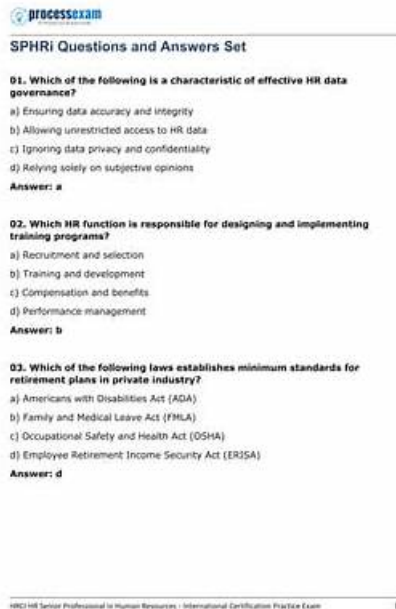 processexam
SPHRi Questions and Answers Set
01. Which of the following is a characteristic of effective HR data
governance?
a) Ensuring data accuracy and integrity
b) Allowing unrestricted access to HR data
c) Ignoring data privacy and confidentiality
d) Relying solely on subjective opinions
Answer: a
02. Which HR function is responsible for designing and implementing
training programs?
a) Recruitment and selection
b) Training and development
c) Compensation and benefits
d) Performance management
Answer: b
03. Which of the following laws establishes minimum standards for
retirement plans in private industry?
a) Americans with Disabilities Act (ADA)
b) Family and Medical Leave Act (FMLA)
c) Occupational Safety and Health Act (OSHA)
d) Employee Retirement Income Security Act (ERISA)
Answer: d
HRCI HR Senior Professional in Human Resources - International Certification Practice Exam